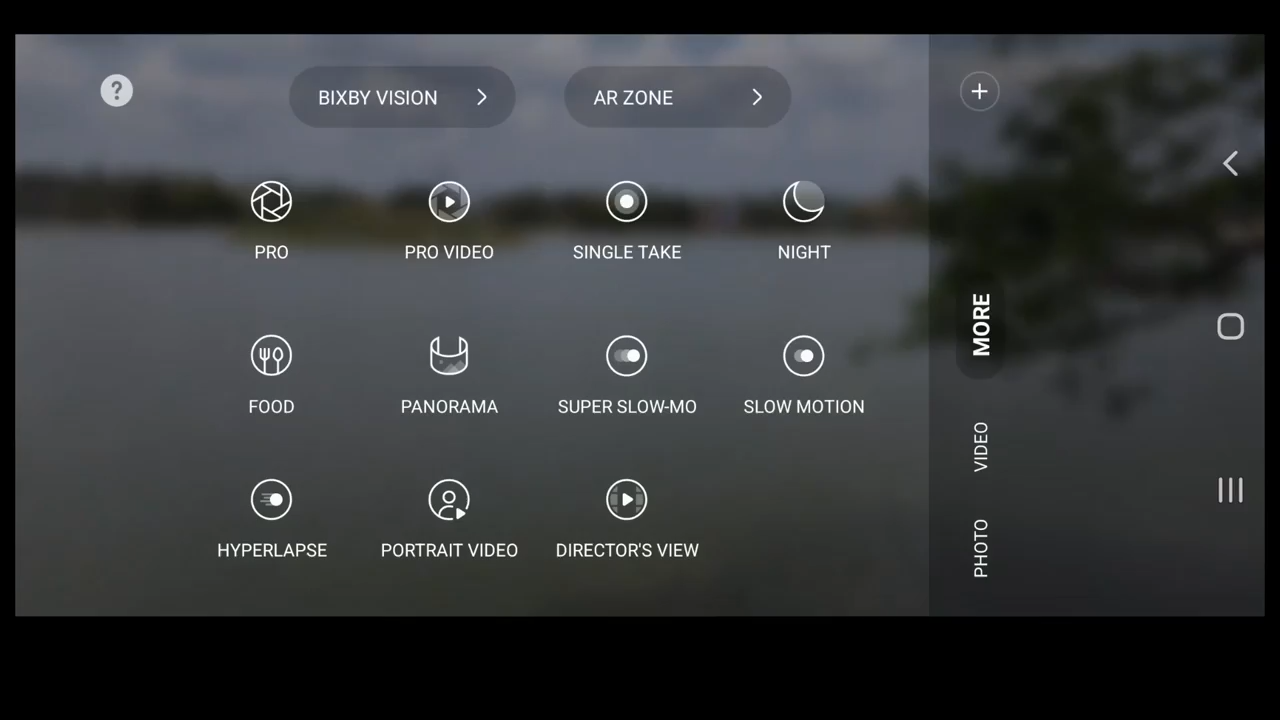 ?
BIXBY VISION
AR ZONE
PRO
PRO VIDEO
SINGLE TAKE
NIGHT
FOOD
PANORAMA
SUPER SLOW-MO
SLOW MOTION
HYPERLAPSE
PORTRAIT VIDEO
DIRECTOR'S VIEW
MORE
VIDEO
PHOTO